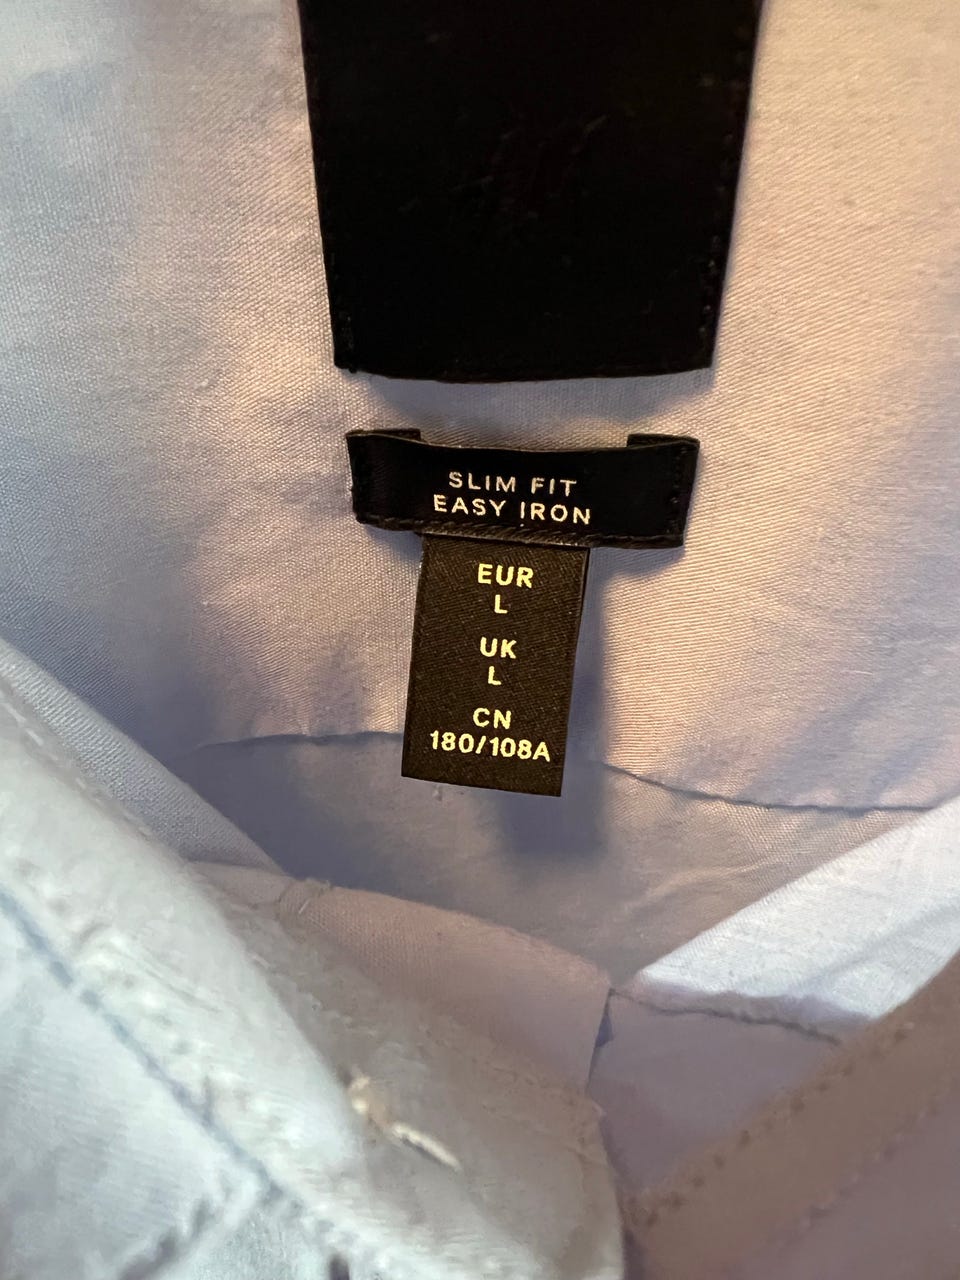 SLIM FIT
EASY IRON
EUR
L
UK
L
CN
180/108A